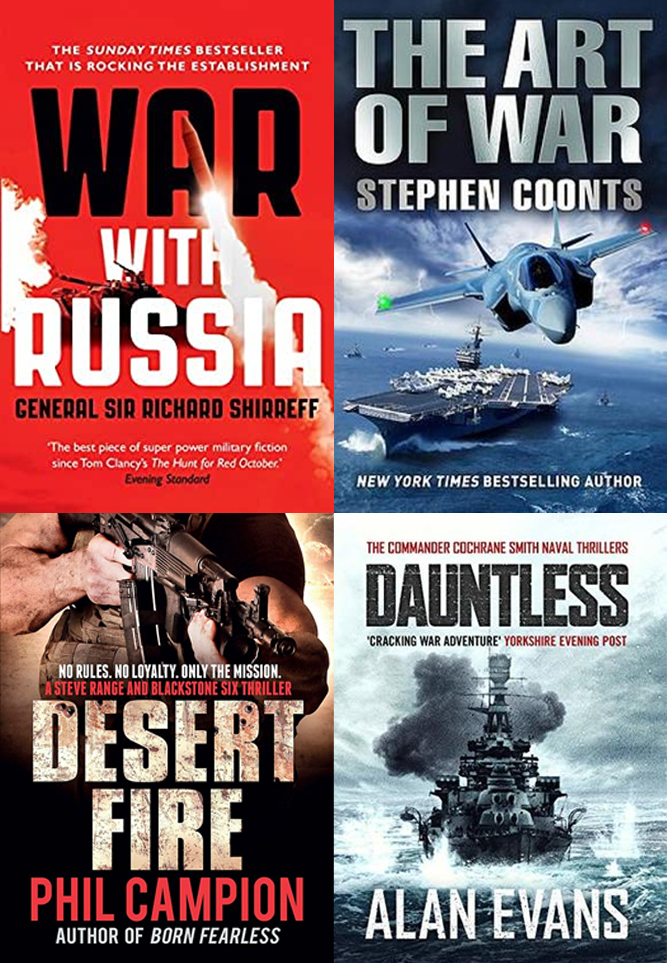 THE SUNDAY TIMES BESTSELLER
THAT IS ROCKING THE ESTABLISHMENT
WAR
WITH
RUSSIA
GENERAL SIR RICHARD SHIRREFF
'The best piece of super power military fiction
since Tom Clancy's The Hunt for Red October.'
Evening Standard
THE ART
OF WAR
STEPHEN COONTS
NEW YORK TIMES BESTSELLING AUTHOR
NO RULES. NO LOYALTY. ONLY THE MISSION.
A STEVE RANGE AND BLACKSTONE SIX THRILLER
DESERT
FIRE
PHIL CAMPION
AUTHOR OF BORN FEARLESS
THE COMMANDER COCHRANE SMITH NAVAL THRILLERS
DAUNTLESS
'CRACKING WAR ADVENTURE' YORKSHIRE EVENING POST
ALAN EVANS